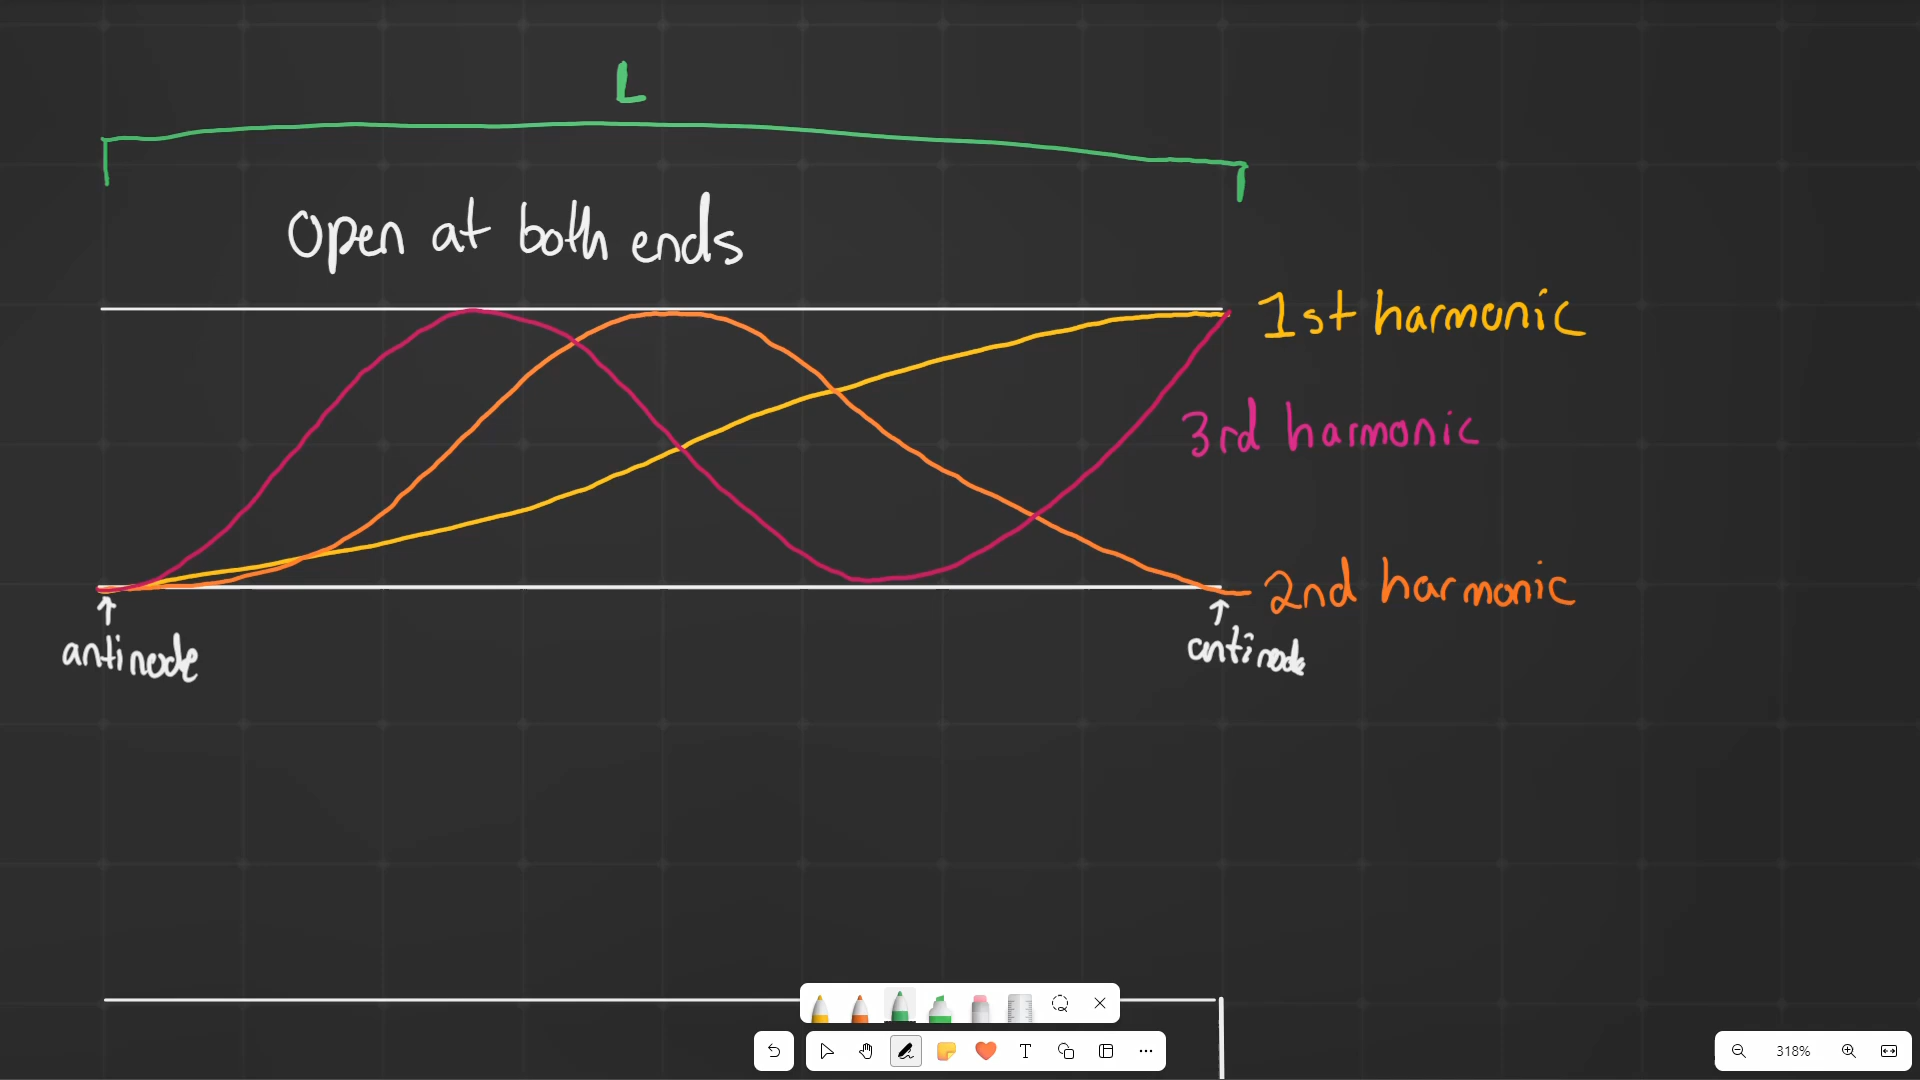 L
Open at both ends
1st harmonic
3rd harmonic
2nd harmonic
antinode
antinode
T
318%